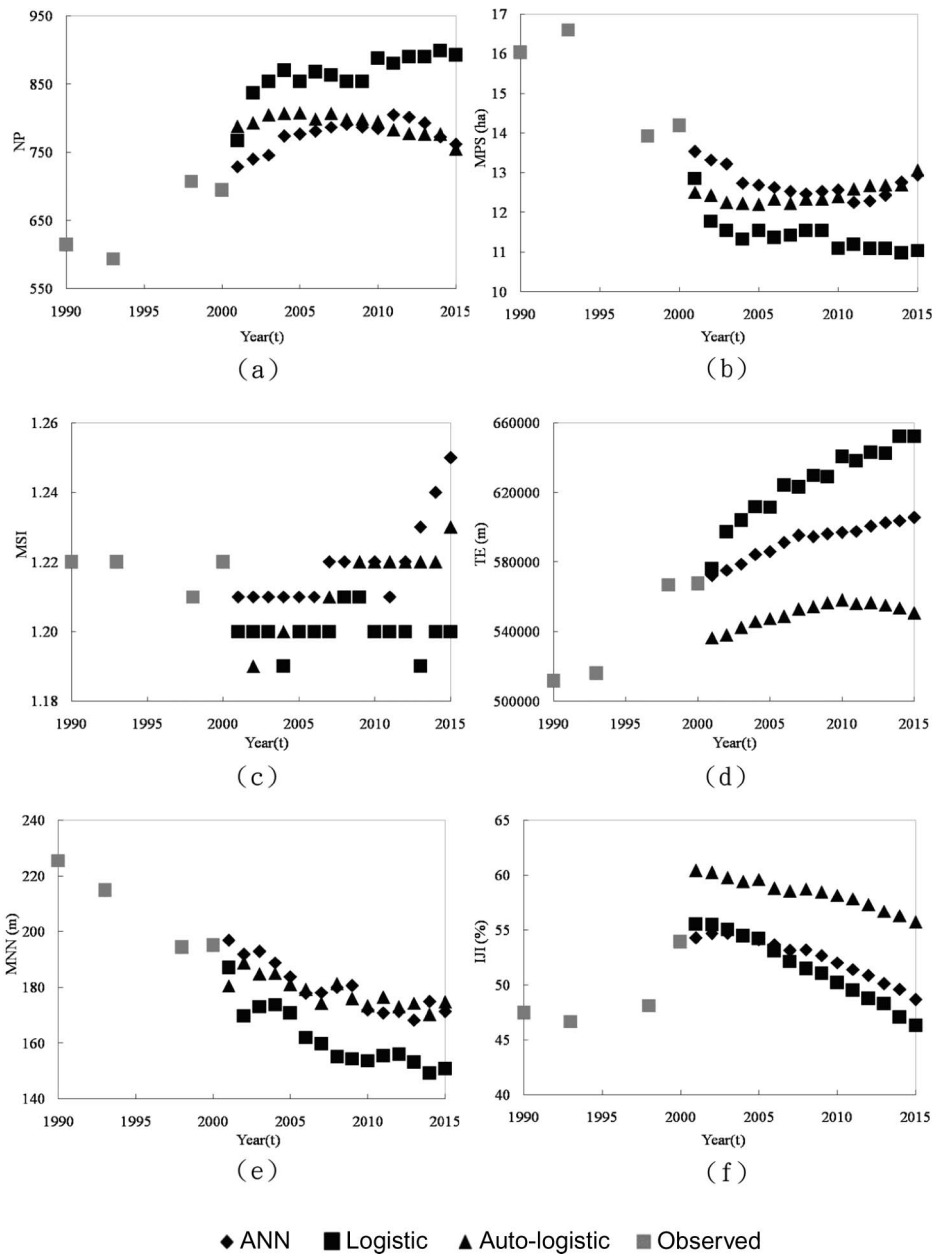 950
850
750
650
550
NP
1990 1995 2000 2005 2010 2015
Year(t)
(a)
17
16
15
14
13
12
11
10
MPS (ha)
1990 1995 2000 2005 2010 2015
Year(t)
(b)
1.26
1.24
1.22
1.20
1.18
MSI
1990 1995 2000 2005 2010 2015
Year(t)
(c)
660000
620000
580000
540000
500000
TE (m)
1990 1995 2000 2005 2010 2015
Year(t)
(d)
240
220
200
180
160
140
MNN (m)
1990 1995 2000 2005 2010 2015
Year(t)
(e)
65
60
55
50
45
40
IJI (%)
1990 1995 2000 2005 2010 2015
Year(t)
(f)
ANN Logistic Auto-logistic Observed